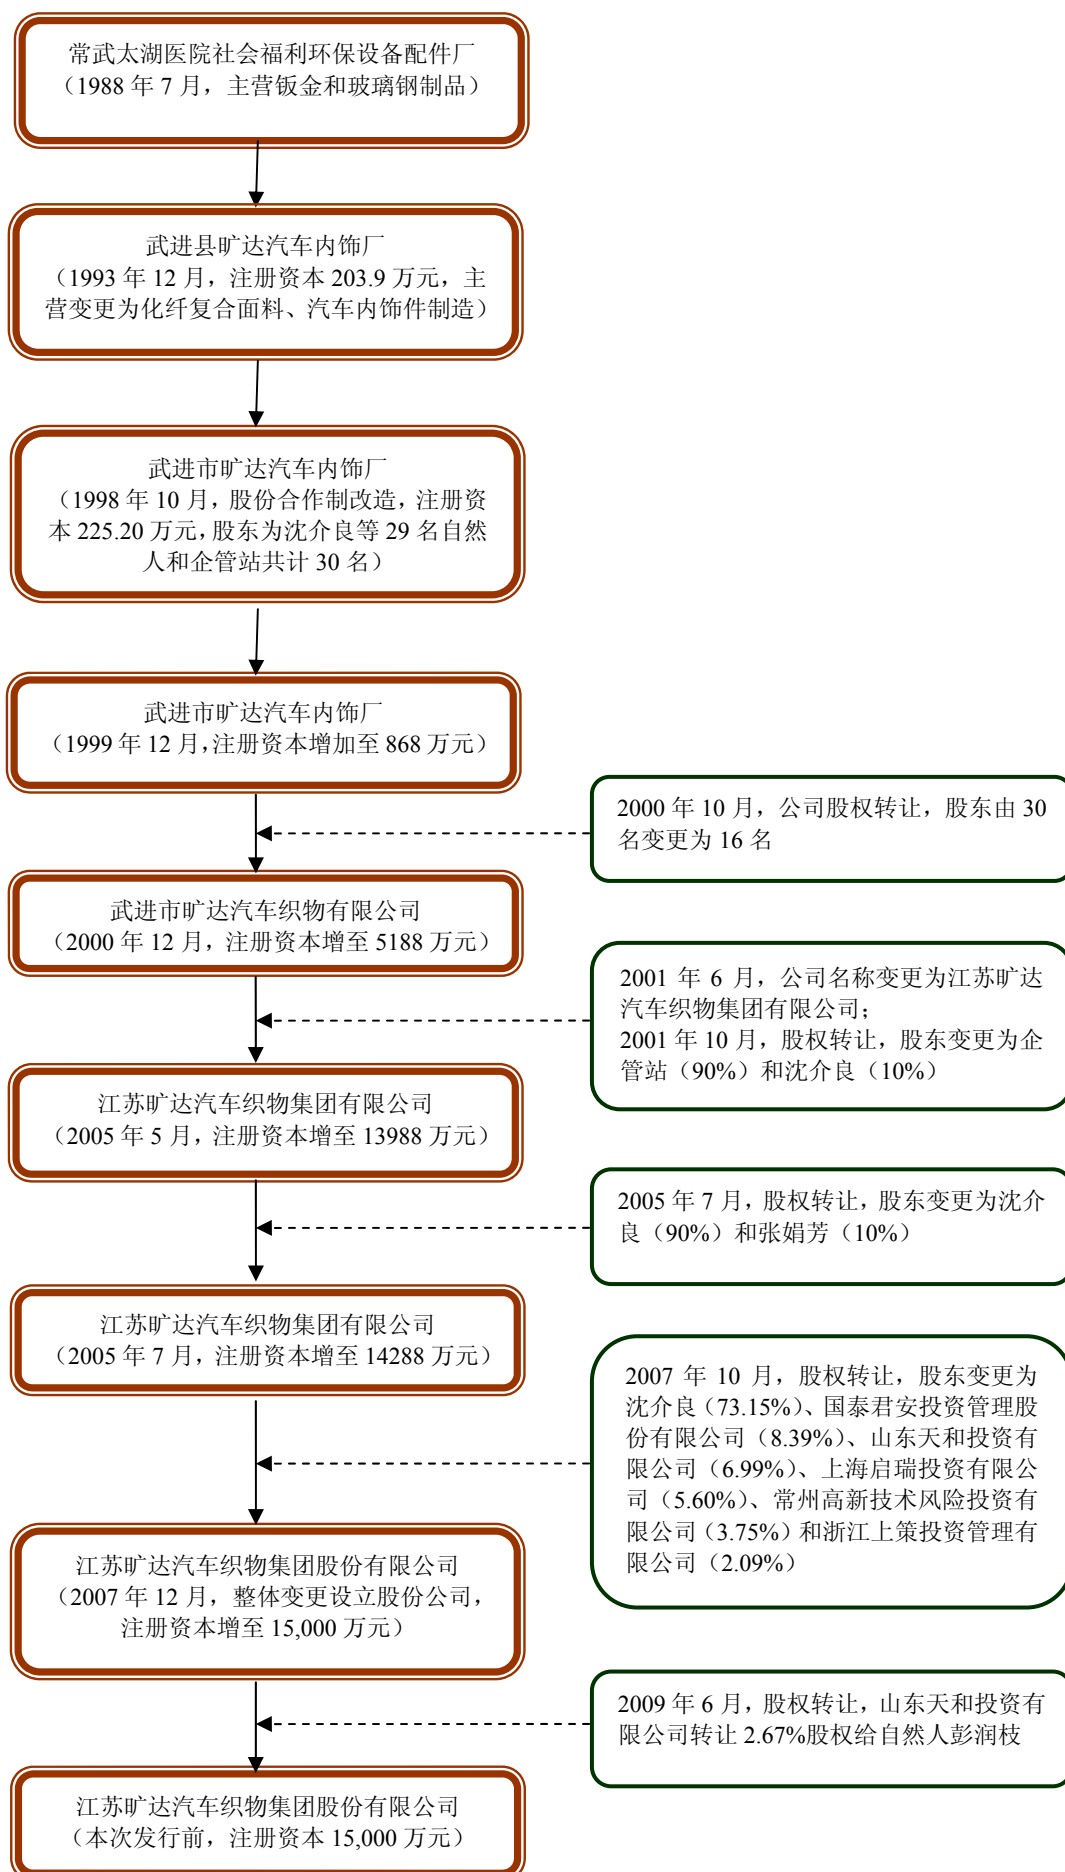 常武太湖医院社会福利环保设备配件厂
（1988 年 7 月，主营钣金和玻璃钢制品）
武进县旷达汽车内饰厂
（1993 年 12 月，注册资本 203.9 万元，主
营变更为化纤复合面料、汽车内饰件制造）
武进市旷达汽车内饰厂
（1998 年 10 月，股份合作制改造，注册资
本 225.20 万元，股东为沈介良等 29 名自然
人和企管站共计 30 名）
武进市旷达汽车内饰厂
（1999 年 12 月，注册资本增加至 868 万元）
2000 年 10 月，公司股权转让，股东由 30
名变更为 16 名
武进市旷达汽车织物有限公司
（2000 年 12 月，注册资本增至 5188 万元）
2001 年 6 月，公司名称变更为江苏旷达
汽车织物集团有限公司；
2001 年 10 月，股权转让，股东变更为企
管站（90%）和沈介良（10%）
江苏旷达汽车织物集团有限公司
（2005 年 5 月，注册资本增至 13988 万元）
2005 年 7 月，股权转让，股东变更为沈介
良（90%）和张娟芳（10%）
江苏旷达汽车织物集团有限公司
（2005 年 7 月，注册资本增至 14288 万元）
2007 年 10 月，股权转让，股东变更为
沈介良（73.15%）、国泰君安投资管理股
份有限公司（8.39%）、山东天和投资有
限公司（6.99%）、上海启瑞投资有限公
司（5.60%）、常州高新技术风险投资有
限公司（3.75%）和浙江上策投资管理有
限公司（2.09%）
江苏旷达汽车织物集团股份有限公司
（2007 年 12 月，整体变更设立股份公司，
注册资本增至 15,000 万元）
2009 年 6 月，股权转让，山东天和投资有
限公司转让 2.67%股权给自然人彭润枝
江苏旷达汽车织物集团股份有限公司
（本次发行前，注册资本 15,000 万元）